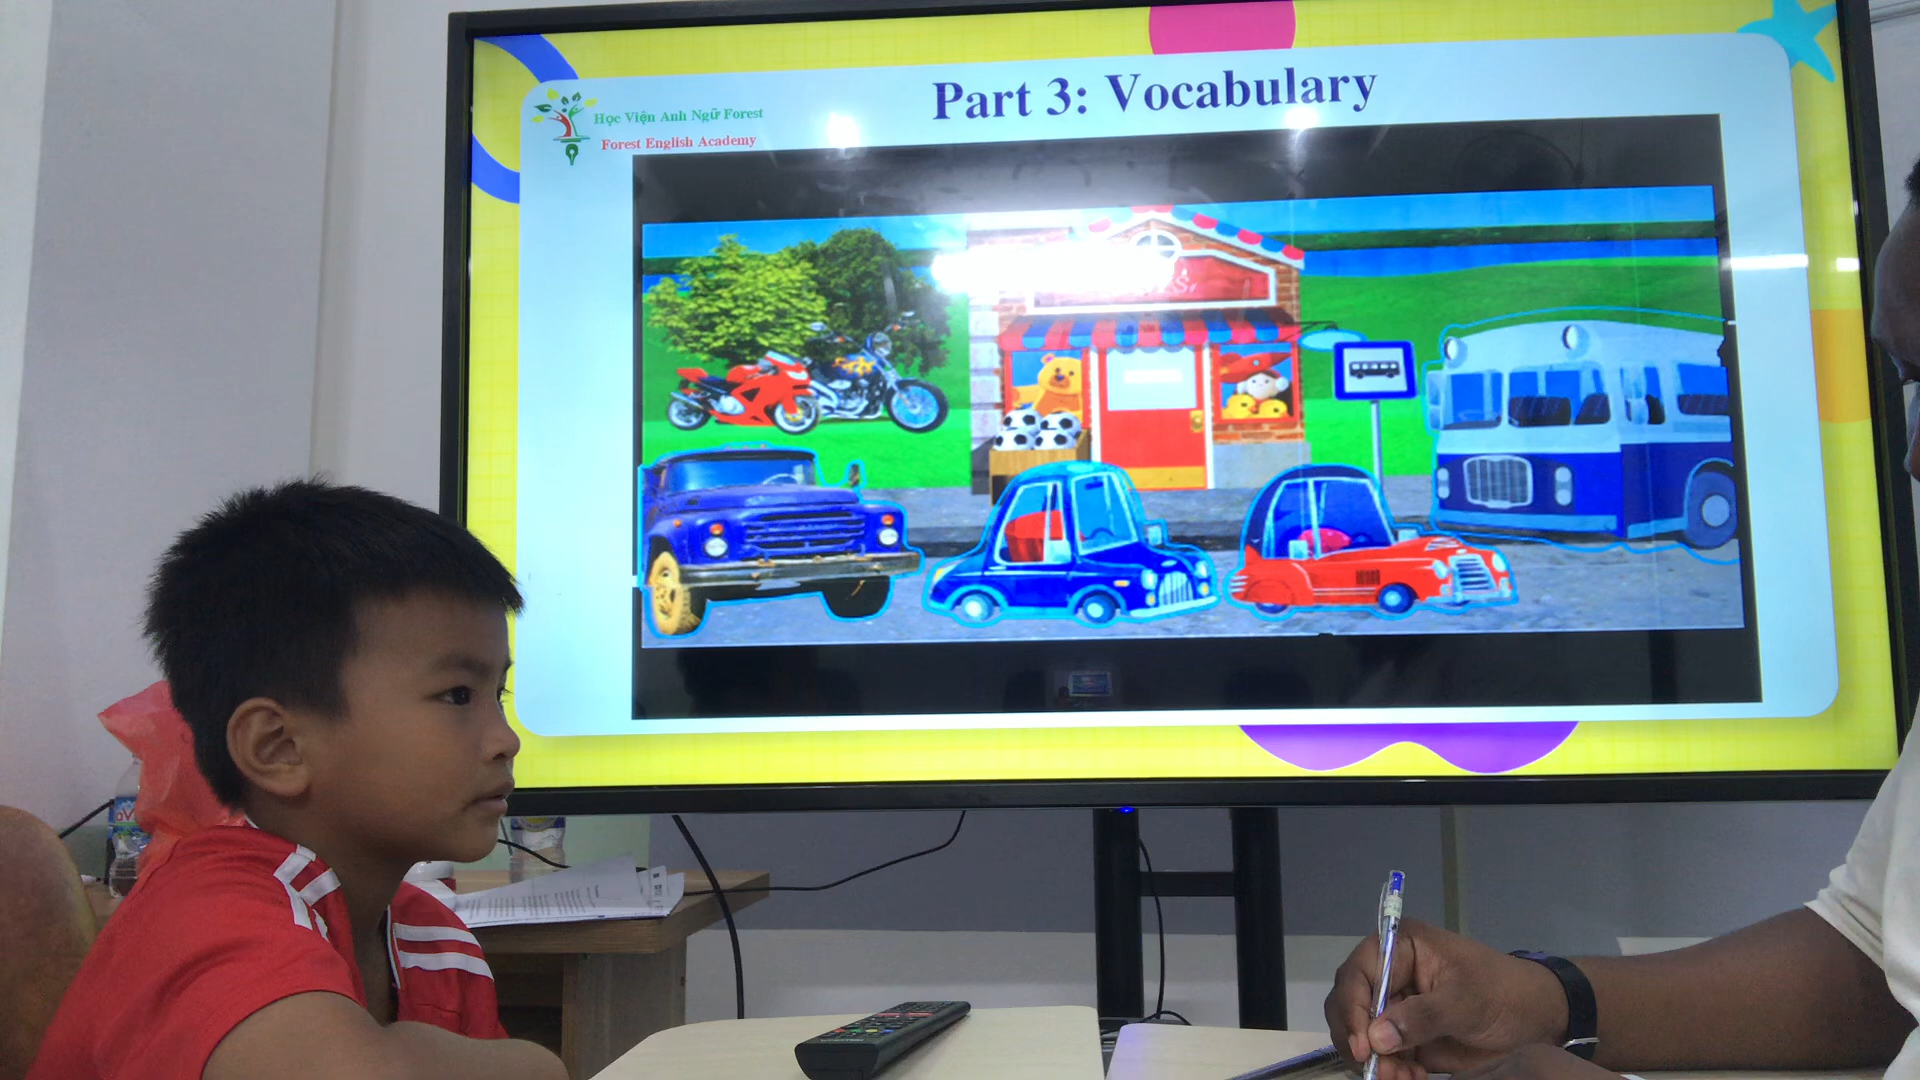 Part 3: Vocabulary
Học Viện Anh Ngữ Forest
Forest English Academy